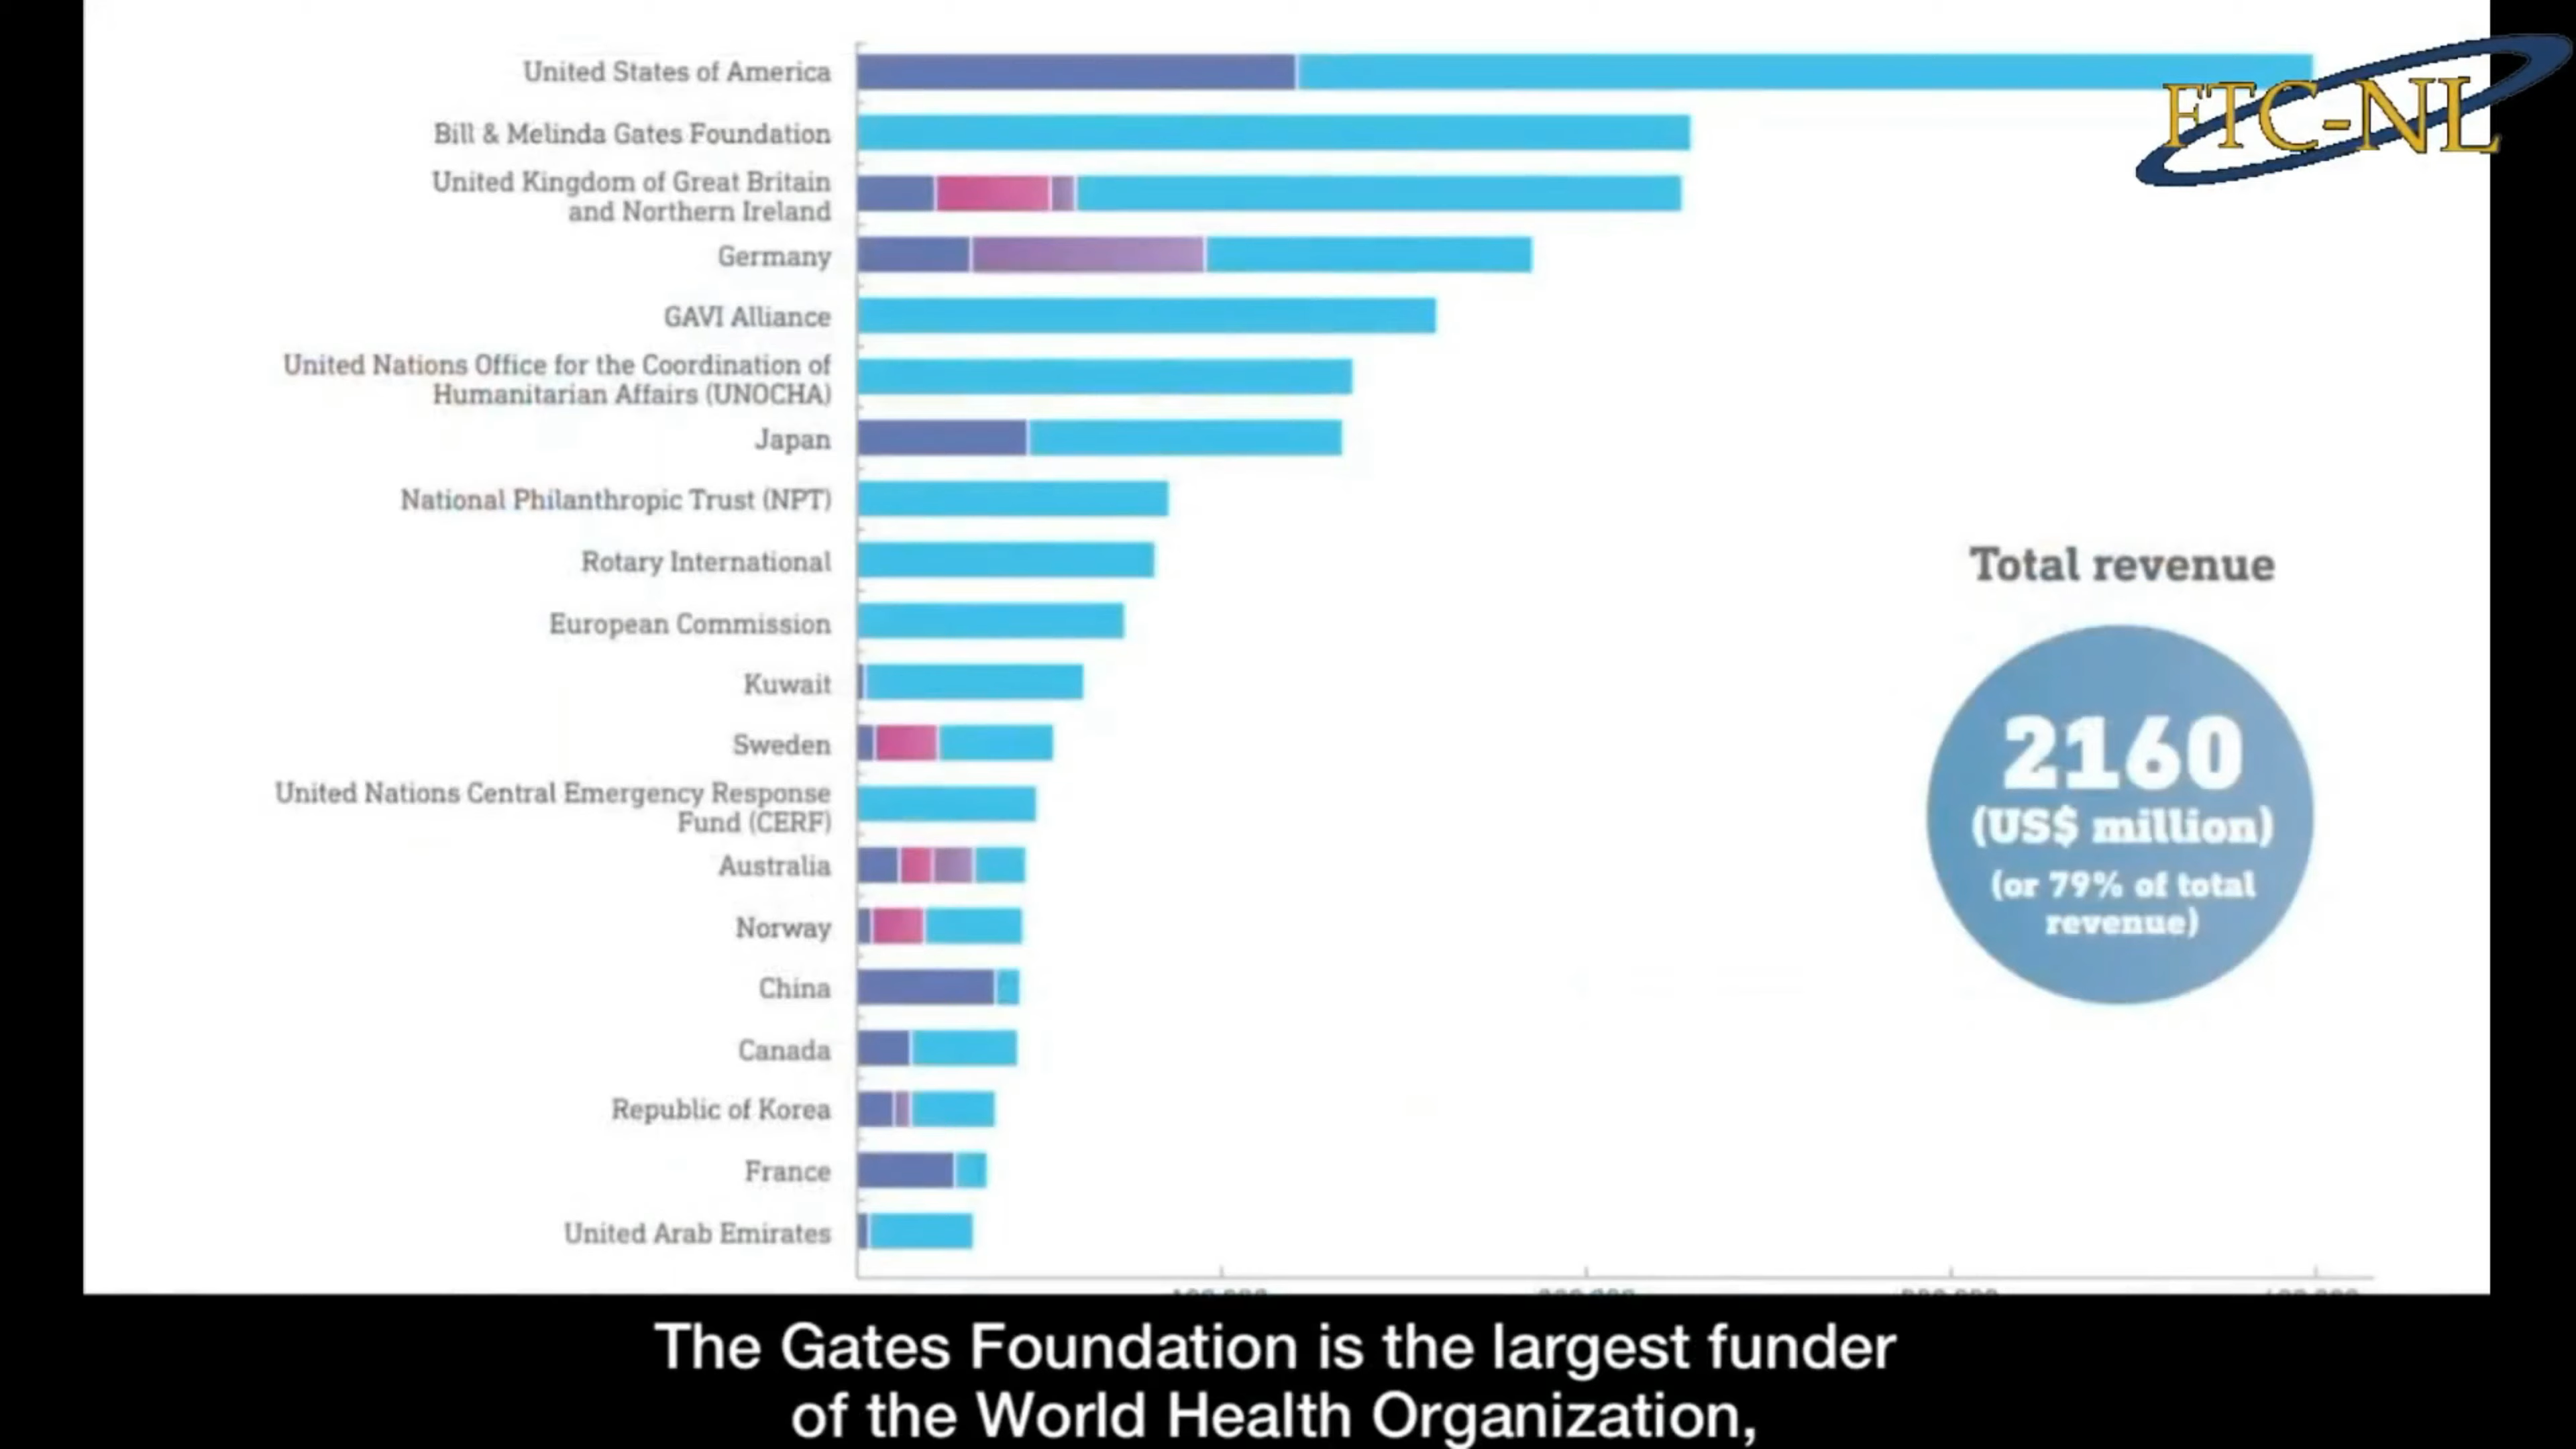 United States of America
FTC-NL
Bill & Melinda Gates Foundation
United Kingdom of Great Britain
and Northern Ireland
Germany
GAVI Alliance
United Nations Office for the Coordination of
Humanitarian Affairs (UNOCHA)
Japan
National Philanthropic Trust (NPT)
Rotary International
European Commission
Kuwait
Sweden
United Nations Central Emergency Response
Fund (CERF)
Australia
Norway
China
Canada
Republic of Korea
France
United Arab Emirates
Total revenue
2160
(US$ million)
(or 79% of total
revenue)
The Gates Foundation is the largest funder
of the World Health Organization,